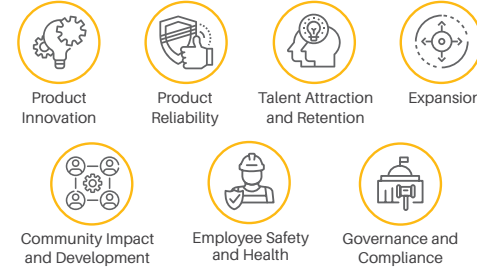 Product
Innovation
Product
Reliability
Talent Attraction
and Retention
Expansion
Community Impact
and Development
Employee Safety
and Health
Governance and
Compliance